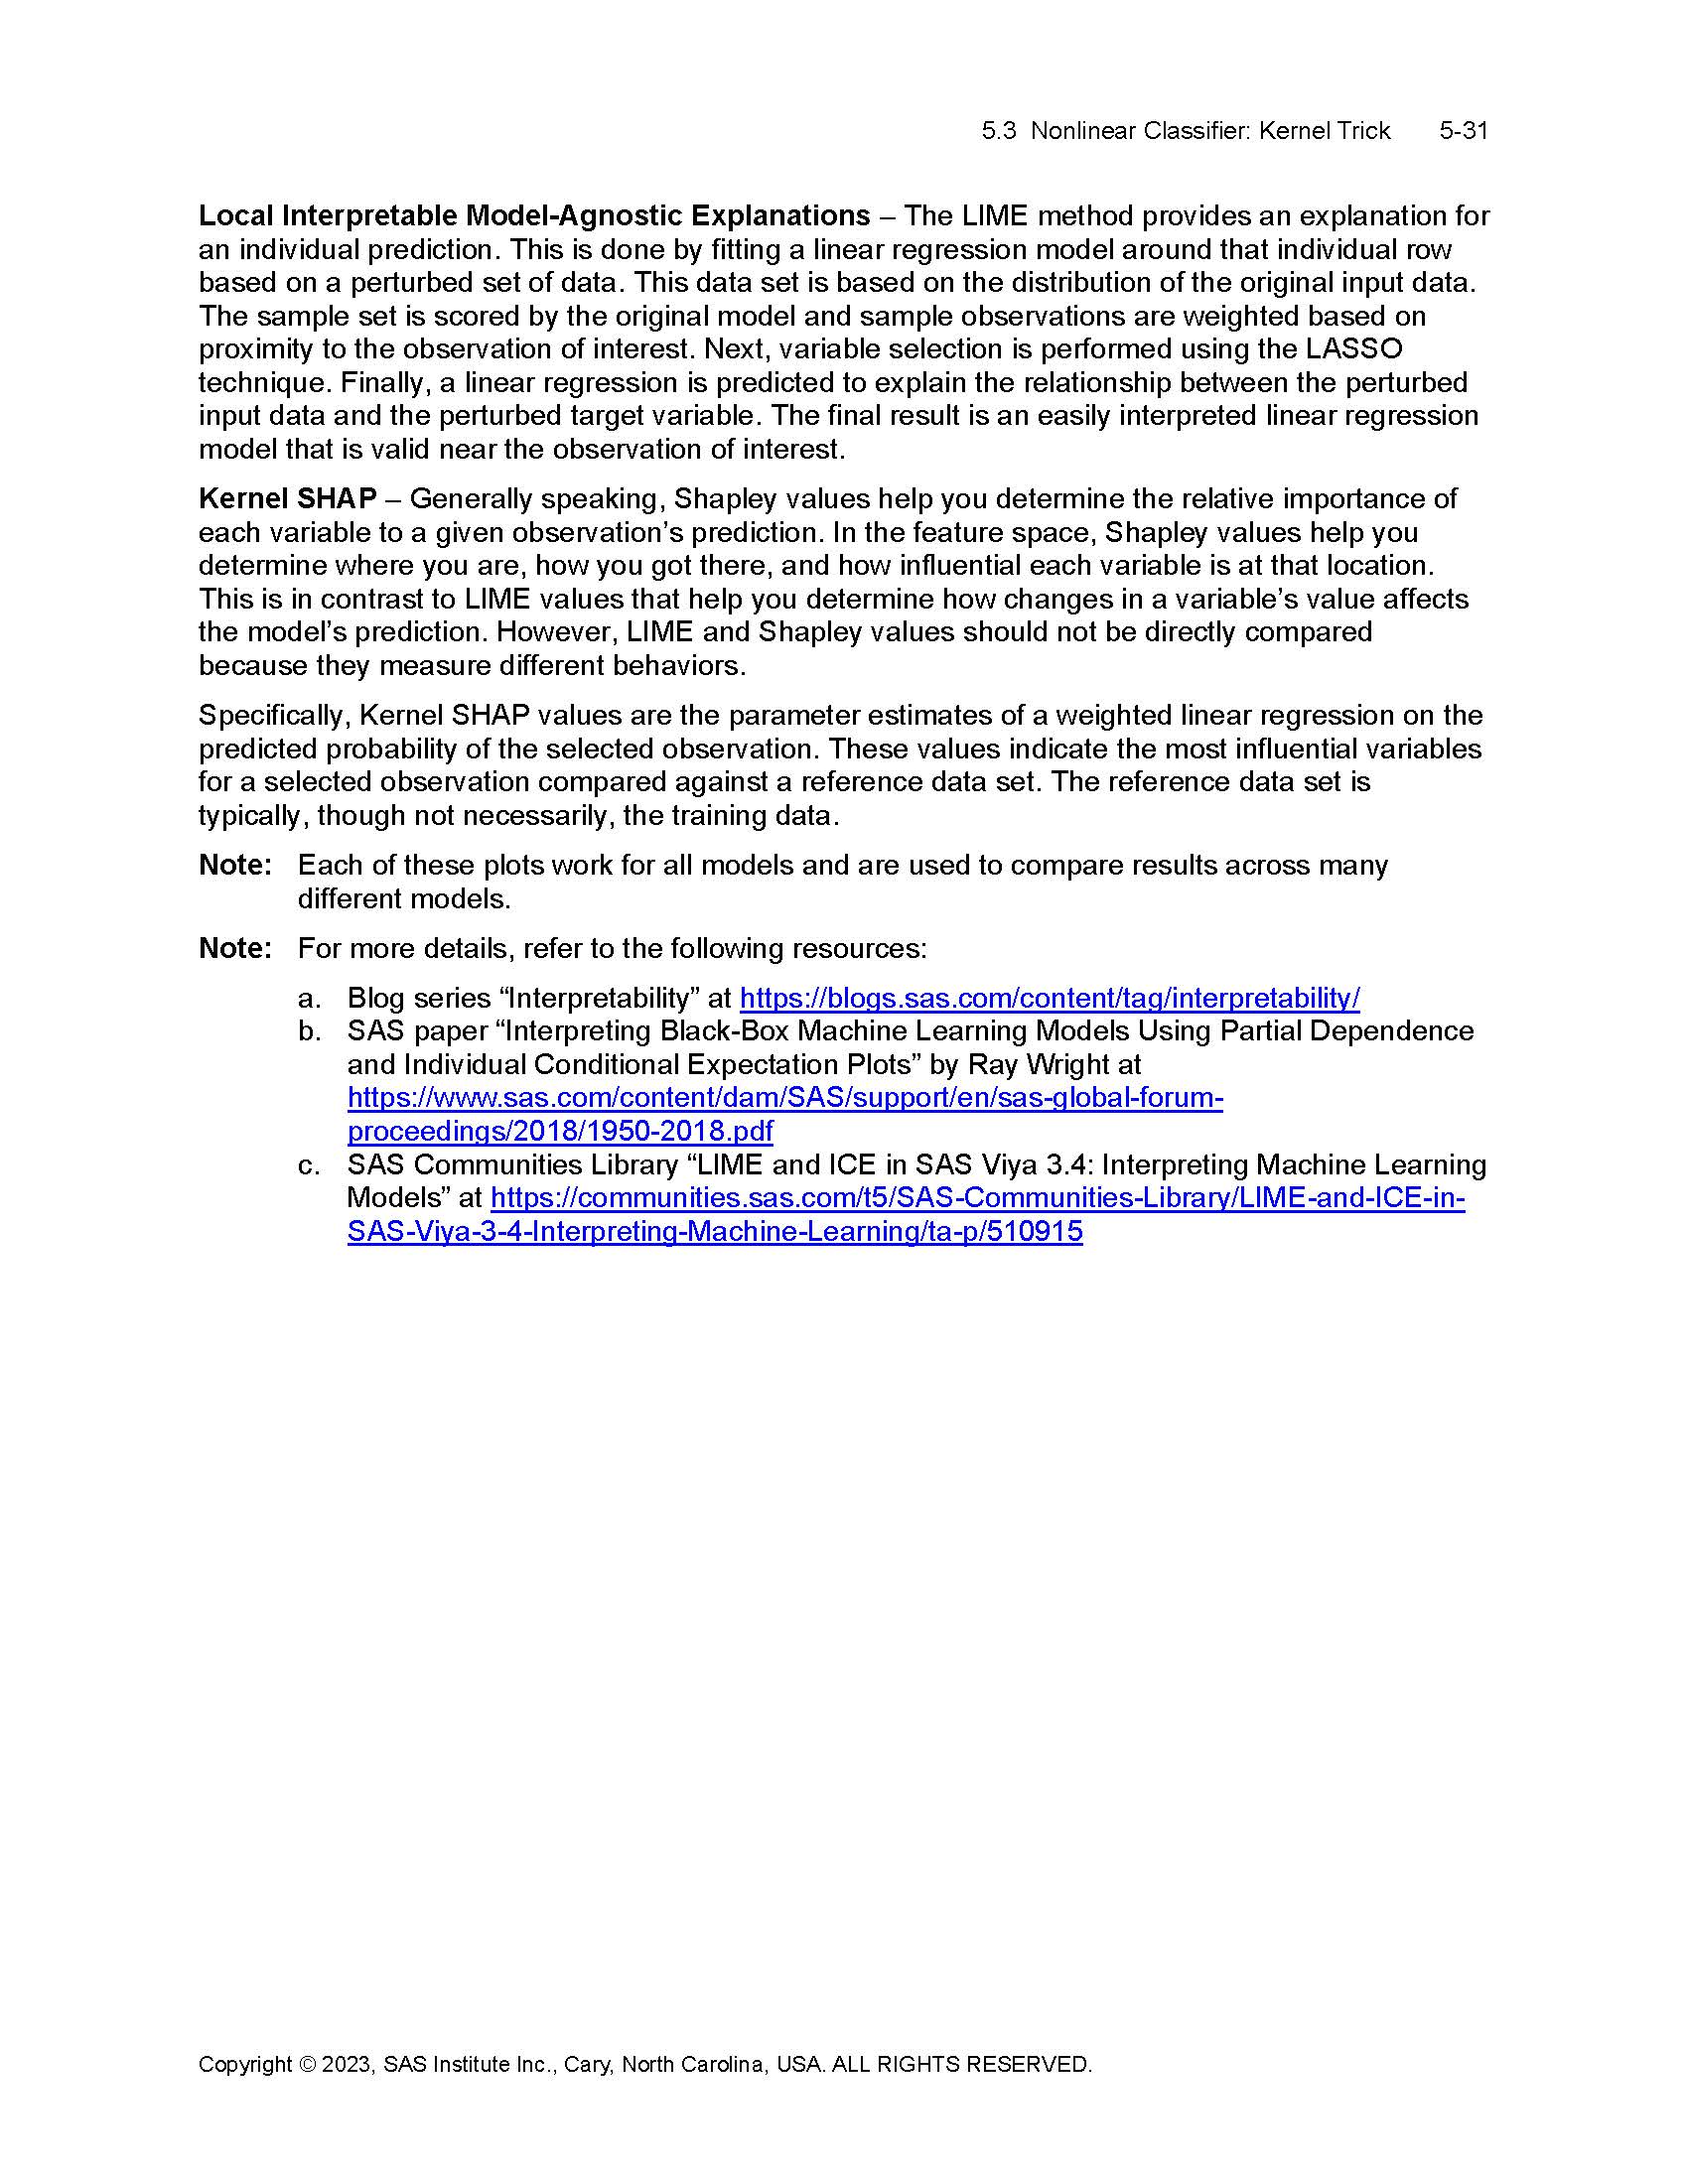 5.3 Nonlinear Classifier: Kernel Trick 5-31
Local Interpretable Model-Agnostic Explanations – The LIME method provides an explanation for
an individual prediction. This is done by fitting a linear regression model around that individual row
based on a perturbed set of data. This data set is based on the distribution of the original input data.
The sample set is scored by the original model and sample observations are weighted based on
proximity to the observation of interest. Next, variable selection is performed using the LASSO
technique. Finally, a linear regression is predicted to explain the relationship between the perturbed
input data and the perturbed target variable. The final result is an easily interpreted linear regression
model that is valid near the observation of interest.
Kernel SHAP – Generally speaking, Shapley values help you determine the relative importance of
each variable to a given observation’s prediction. In the feature space, Shapley values help you
determine where you are, how you got there, and how influential each variable is at that location.
This is in contrast to LIME values that help you determine how changes in a variable’s value affects
the model’s prediction. However, LIME and Shapley values should not be directly compared
because they measure different behaviors.
Specifically, Kernel SHAP values are the parameter estimates of a weighted linear regression on the
predicted probability of the selected observation. These values indicate the most influential variables
for a selected observation compared against a reference data set. The reference data set is
typically, though not necessarily, the training data.
Note: Each of these plots work for all models and are used to compare results across many
different models.
Note: For more details, refer to the following resources:
a. Blog series “Interpretability” at https://blogs.sas.com/content/tag/interpretability/
b. SAS paper “Interpreting Black-Box Machine Learning Models Using Partial Dependence
and Individual Conditional Expectation Plots” by Ray Wright at
https://www.sas.com/content/dam/SAS/support/en/sas-global-forum-
proceedings/2018/1950-2018.pdf
c. SAS Communities Library “LIME and ICE in SAS Viya 3.4: Interpreting Machine Learning
Models” at https://communities.sas.com/t5/SAS-Communities-Library/LIME-and-ICE-in-
SAS-Viya-3-4-Interpreting-Machine-Learning/ta-p/510915
Copyright © 2023, SAS Institute Inc., Cary, North Carolina, USA. ALL RIGHTS RESERVED.